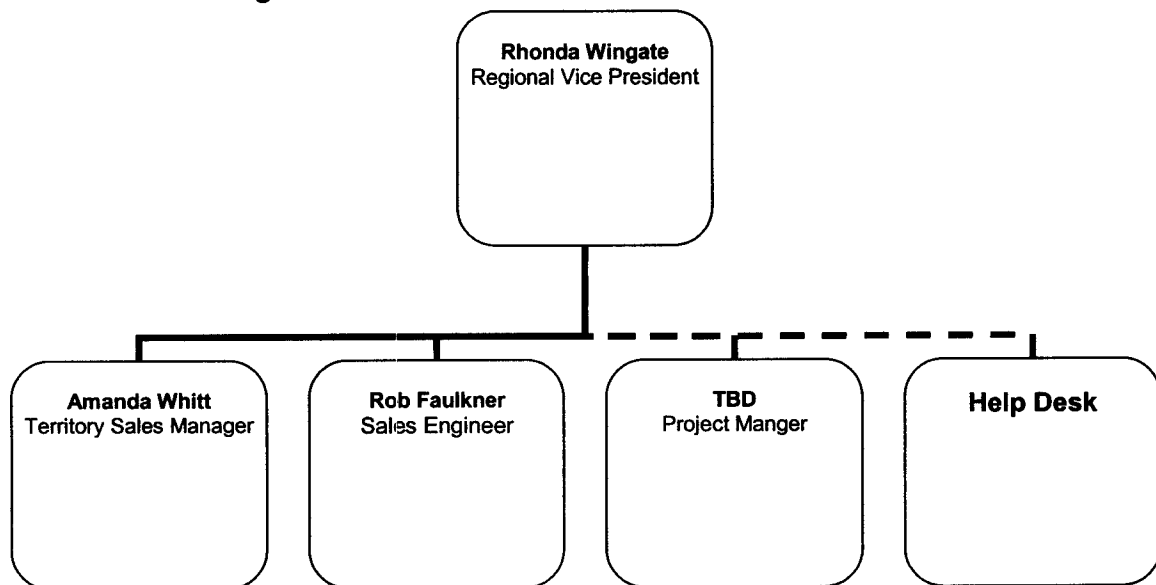 Rhonda Wingate
Regional Vice President
Amanda Whitt
Territory Sales Manager
Rob Faulkner
Sales Engineer
TBD
Project Manger
Help Desk